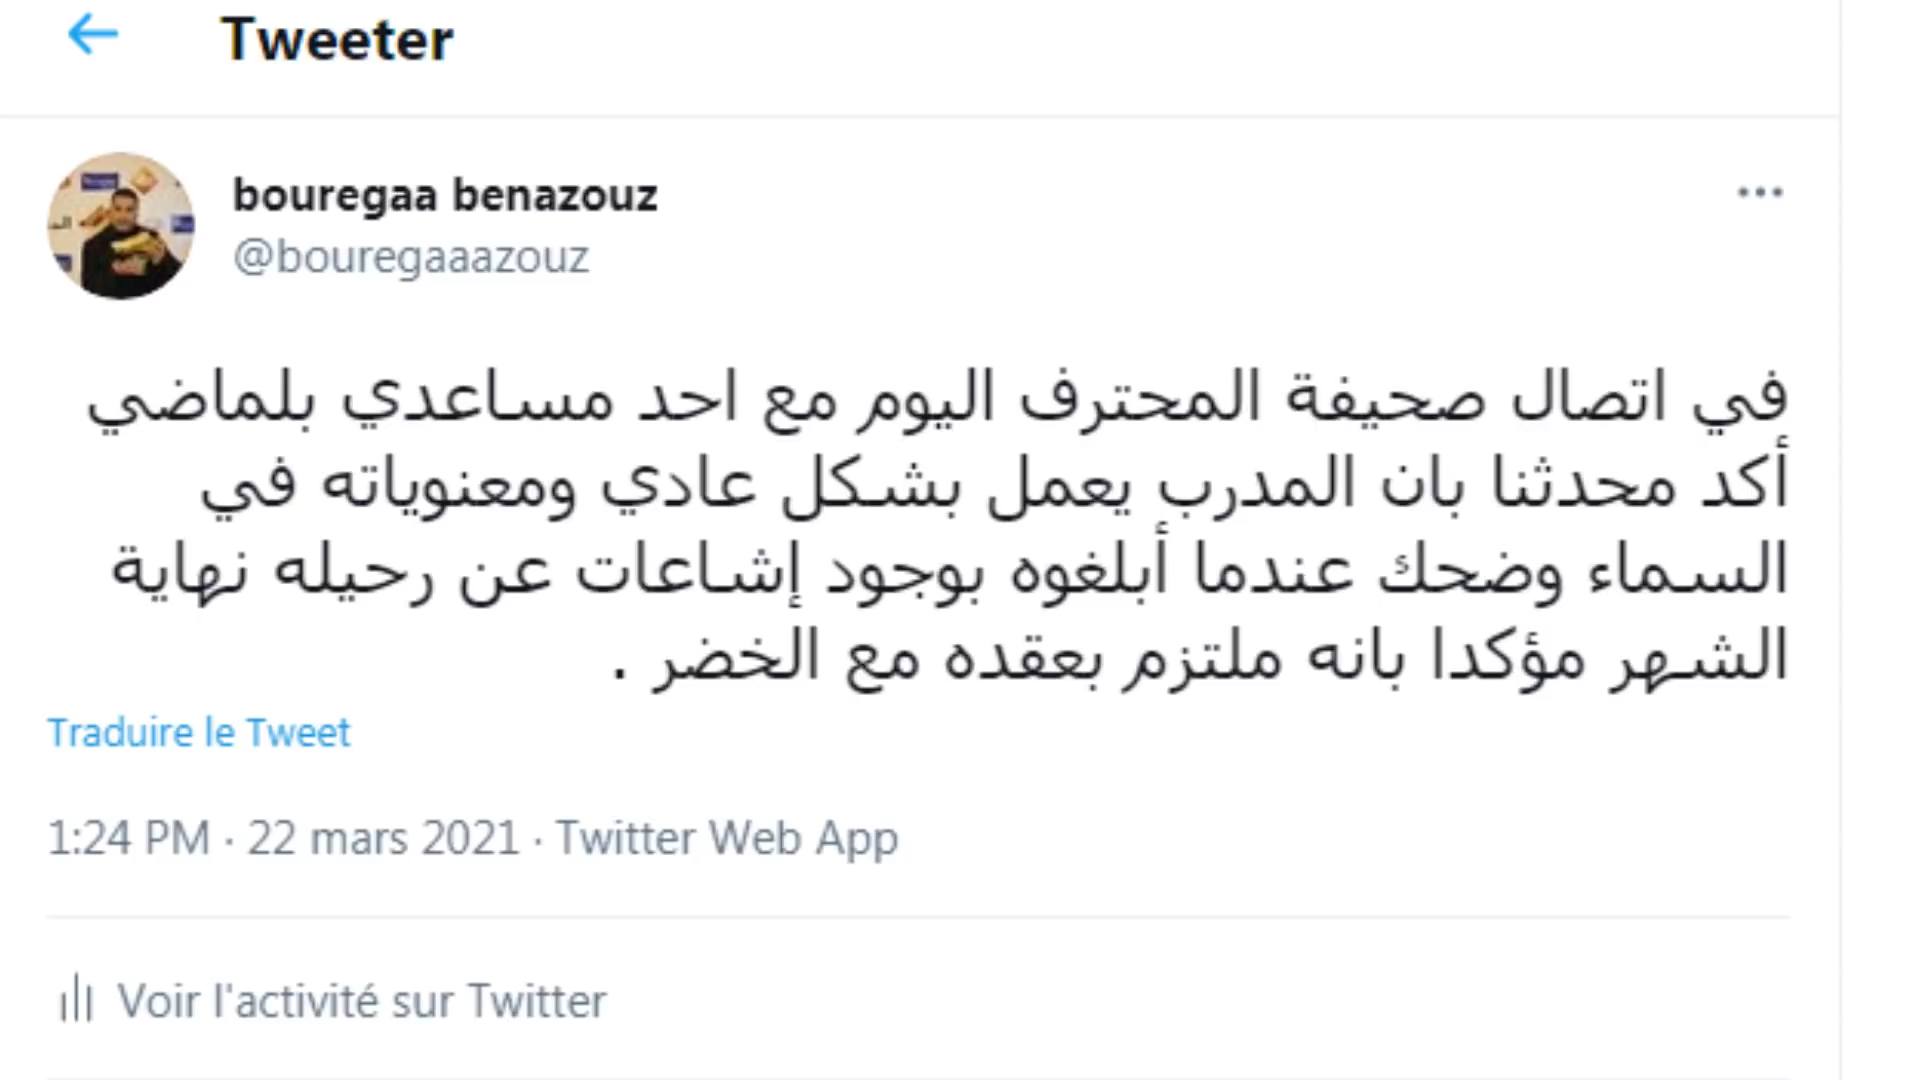 Tweeter
bouregaa benazouz
@bouregaaazouz
في اتصال صحيفة المحترف اليوم مع احد مساعدي بلماضي
أكد محدثنا بان المدرب يعمل بشكل عادي ومعنوياته في
السماء وضحك عندما أبلغوه بوجود إشاعات عن رحيله نهاية
الشهر مؤكدا بانه ملتزم بعقده مع الخضر .
Traduire le Tweet
1:24 PM · 22 mars 2021 · Twitter Web App
Voir l'activité sur Twitter